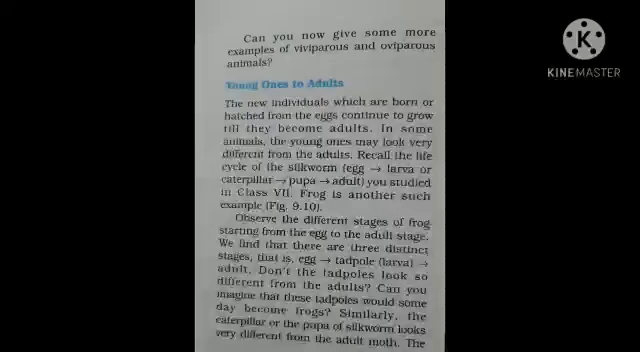 Can you now give some more
examples of viviparous and oviparous
animals?
Young Ones to Adults
The new individuals which are born or
hatched from the eggs continue to grow
till they become adults. In some
animals, the young ones may look very
different from the adults. Recall the life
cycle of the silkworm (egg → larva or
caterpillar → pupa → adult) you studied
in Class VII. Frog is another such
example (Fig. 9.10).
Observe the different stages of frog
starting from the egg to the adult stage.
We find that there are three distinct
stages, that is, egg → tadpole (larva) →
adult. Don't the tadpoles look so
different from the adults? Can you
imagine that these tadpoles would some
day become frogs? Similarly, the
caterpillar or the pupa of silkworm looks
very different from the adult moth. The
K
KINEMASTER